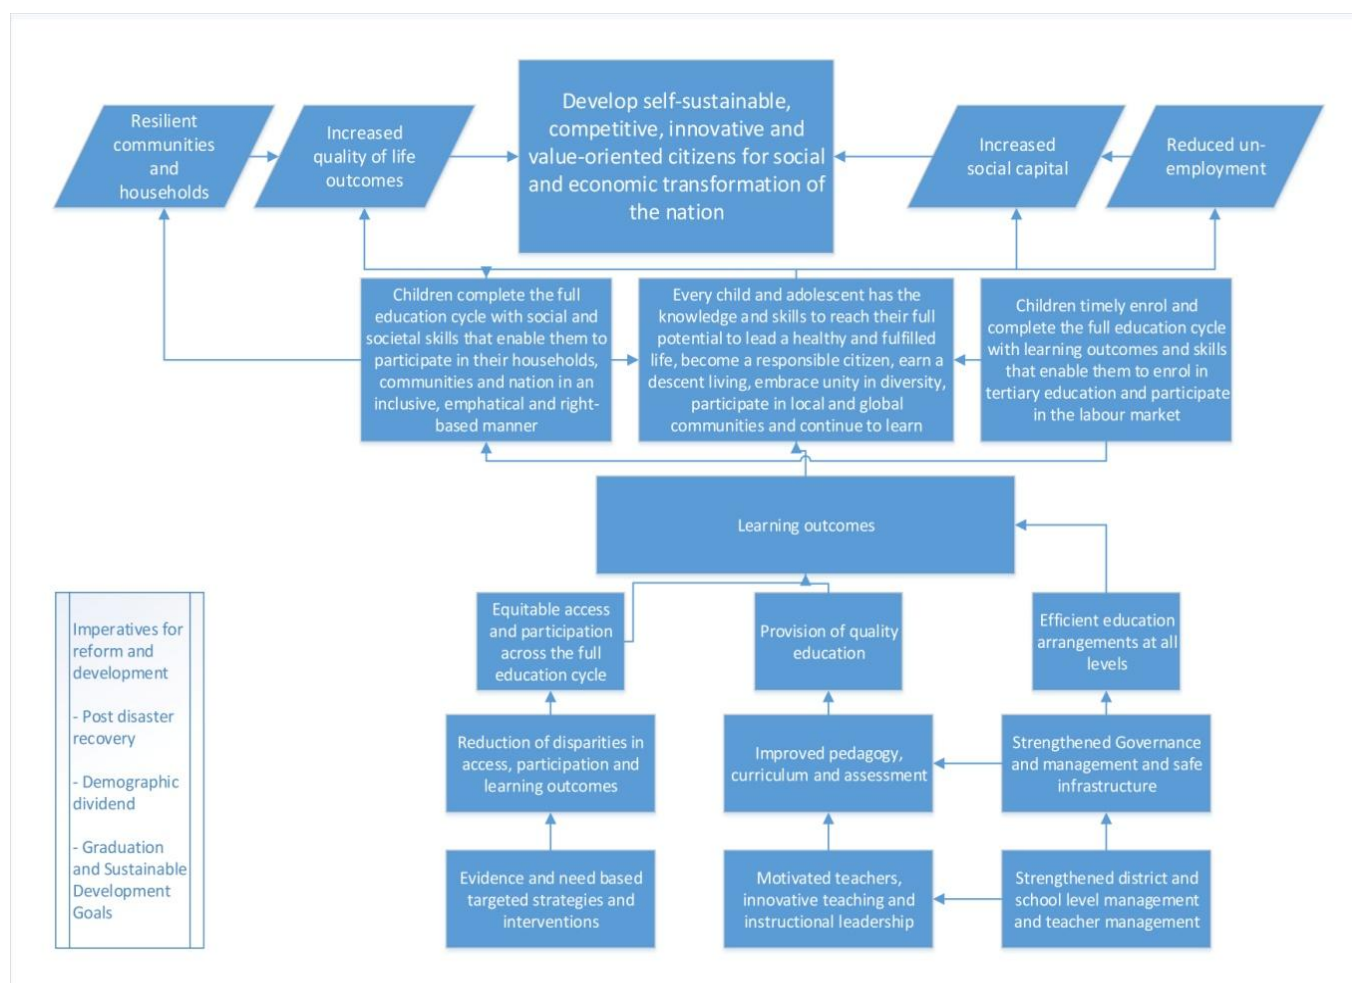 Resilient
communities
and
households
Increased
quality of life
outcomes
Develop self-sustainable,
competitive, innovative and
value-oriented citizens for social
and economic transformation of
the nation
Increased
social capital
Reduced un-
employment
Children complete the full
education cycle with social and
societal skills that enable them to
participate in their households,
communities and nation in an
inclusive, emphatical and right-
based manner
Every child and adolescent has the
knowledge and skills to reach their full
potential to lead a healthy and fulfilled
life, become a responsible citizen, earn a
descent living, embrace unity in diversity,
participate in local and global
communities and continue to learn
Children timely enrol and
complete the full education cycle
with learning outcomes and skills
that enable them to enrol in
tertiary education and participate
in the labour market
Learning outcomes
Imperatives for
reform and
development
- Post disaster
recovery
- Demographic
dividend
- Graduation
and Sustainable
Development
Goals
Equitable access
and participation
across the full
education cycle
Provision of quality
education
Efficient education
arrangements at all
levels
Reduction of disparities in
access, participation and
learning outcomes
Improved pedagogy,
curriculum and assessment
Strengthened Governance
and management and safe
infrastructure
Evidence and need based
targeted strategies and
interventions
Motivated teachers,
innovative teaching and
instructional leadership
Strengthened district and
school level management
and teacher management